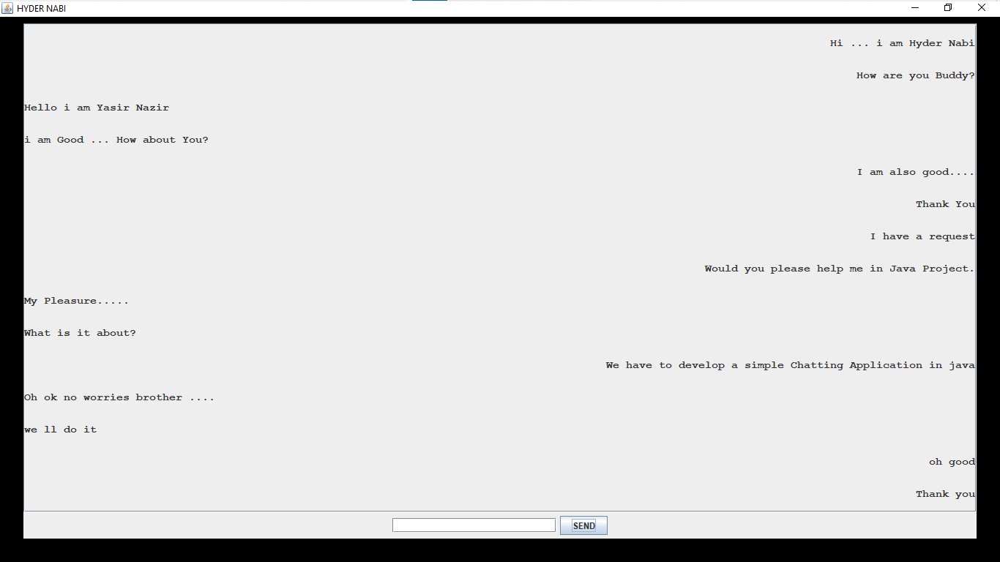 HYDER NABI
Hi ... i am Hyder Nabi
How are you Buddy?
Hello i am Yasir Nazir
i am Good ... How about You?
I am also good....
Thank You
I have a request
Would you please help me in Java Project.
My Pleasure.....
What is it about?
We have to develop a simple Chatting Application in java
Oh ok no worries brother ....
we ll do it
oh good
Thank you
SEND